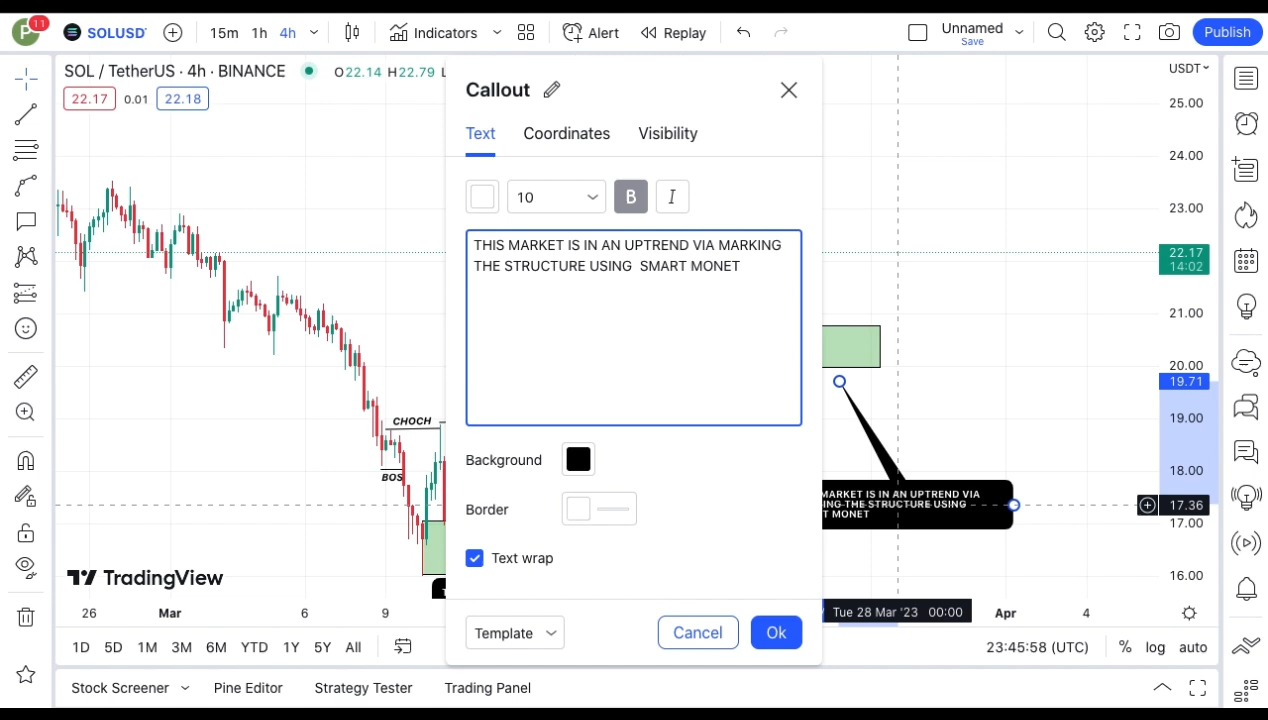 P 11 SOLUSD 15m 1h 4h Indicators Alert Replay Unnamed Save Publish
SOL / TetherUS · 4h · BINANCE O22.14 H22.79 L
22.17 0.01 22.18
Callout
Text Coordinates Visibility
10 B I
THIS MARKET IS IN AN UPTREND VIA MARKING
THE STRUCTURE USING  SMART MONET
Background
Border
Text wrap
Template Cancel Ok
CHOCH
BOS
MARKET IS IN AN UPTREND VIA
ING THE STRUCTURE USING
T MONET
USDT
25.00
24.00
23.00
22.17
14:02
21.00
20.00
19.71
19.00
18.00
17.36
17.00
16.00
TradingView
26 Mar 6 9 Tue 28 Mar '23 00:00 Apr 4
1D 5D 1M 3M 6M YTD 1Y 5Y All 23:45:58 (UTC) % log auto
Stock Screener Pine Editor Strategy Tester Trading Panel